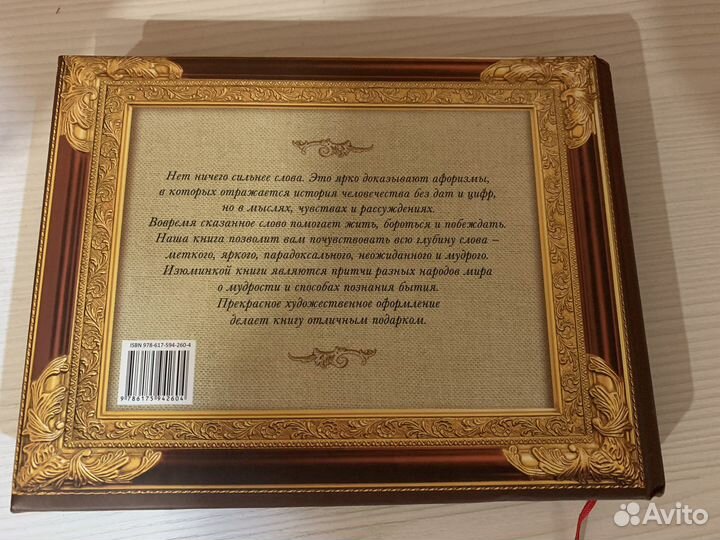 Нет ничего сильнее слова. Это ярко доказывают афоризмы,
в которых отражается история человечества без дат и цифр,
но в мыслях, чувствах и рассуждениях.
Вовремя сказанное слово помогает жить, бороться и побеждать.
Наша книга позволит вам почувствовать всю глубину слова –
меткого, яркого, парадоксального, неожиданного и мудрого.
Изюминкой книги являются притчи разных народов мира
о мудрости и способах познания бытия.
Прекрасное художественное оформление
делает книгу отличным подарком.
ISBN 978-617-594-260-4
9 786175 942604
Avito